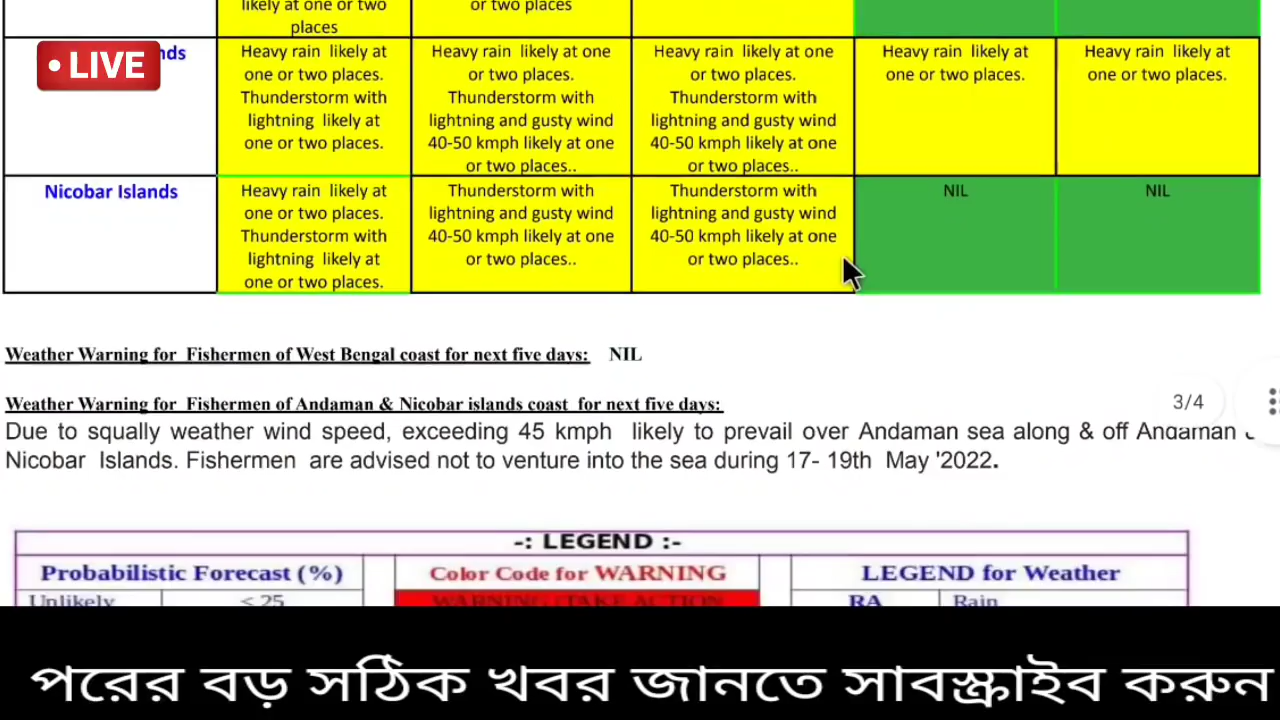 likely at one or two places
or two places
LIVE
nds
Heavy rain likely at one or two places. Thunderstorm with lightning likely at one or two places.
Heavy rain likely at one or two places. Thunderstorm with lightning and gusty wind 40-50 kmph likely at one or two places..
Heavy rain likely at one or two places. Thunderstorm with lightning and gusty wind 40-50 kmph likely at one or two places..
Heavy rain likely at one or two places.
Heavy rain likely at one or two places.
Nicobar Islands
Heavy rain likely at one or two places. Thunderstorm with lightning likely at one or two places.
Thunderstorm with lightning and gusty wind 40-50 kmph likely at one or two places..
Thunderstorm with lightning and gusty wind 40-50 kmph likely at one or two places..
NIL
NIL
Weather Warning for Fishermen of West Bengal coast for next five days: NIL
Weather Warning for Fishermen of Andaman & Nicobar islands coast for next five days:
3/4
Due to squally weather wind speed, exceeding 45 kmph likely to prevail over Andaman sea along & off Andaman &
Nicobar Islands. Fishermen are advised not to venture into the sea during 17- 19th May '2022.
-: LEGEND :-
Probabilistic Forecast (%)
Color Code for WARNING
LEGEND for Weather
Unlikely
< 25
WARNING (TAKE ACTION
RA
Rain
পরের বড় সঠিক খবর জানতে সাবস্ক্রাইব করুন